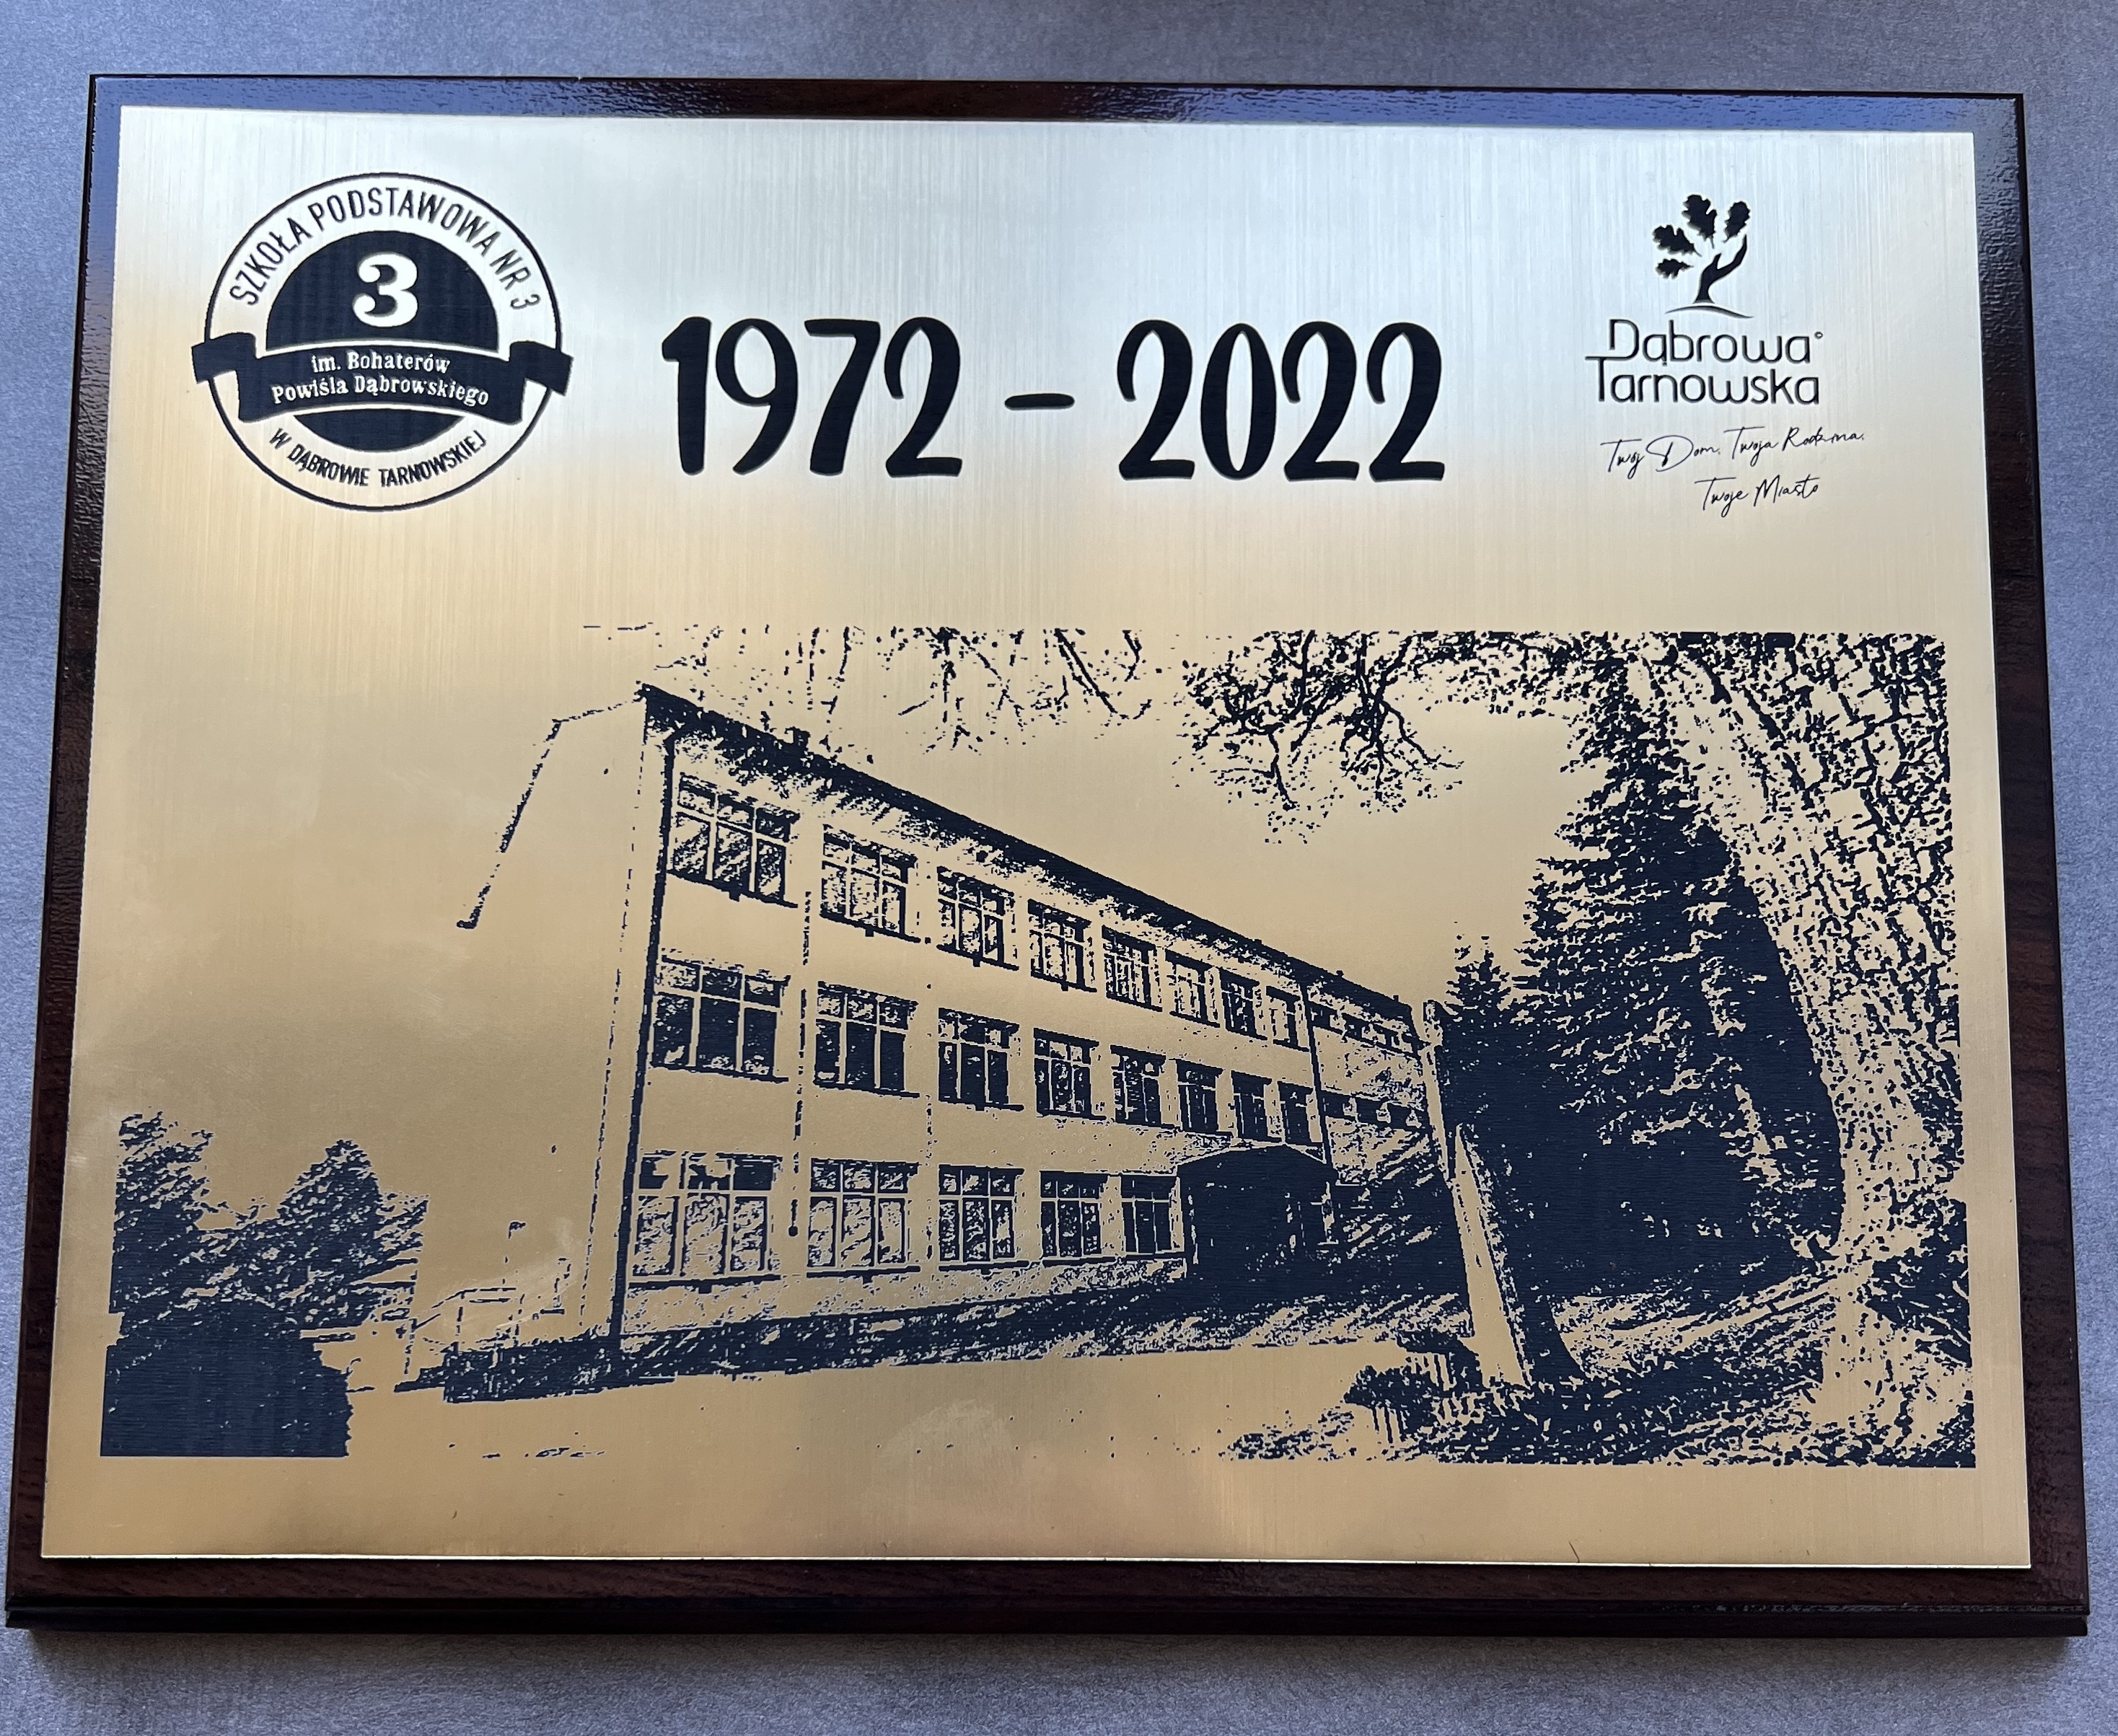 SZKOŁA PODSTAWOWA NR 3
3
im. Bohaterów
Powiśla Dąbrowskiego
W DĄBROWIE TARNOWSKIEJ
1972 - 2022
Dąbrowa
Tarnowska
Twój Dom. Twoja Rodzina.
Twoje Miasto